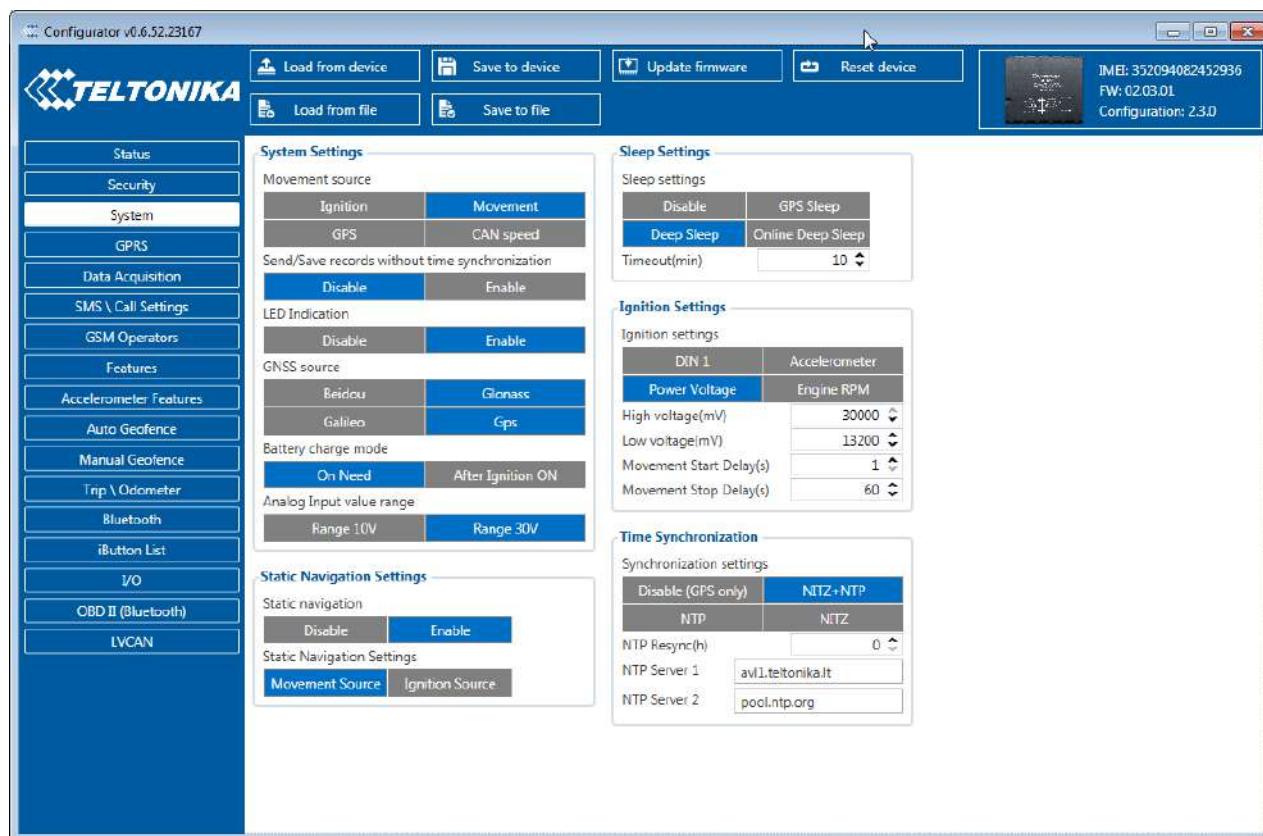 Configurator v0.6.52.23167
TELTONIKA
Load from device
Save to device
Update firmware
Reset device
Load from file
Save to file
IMEI: 352094082452936
FW: 02.03.01
Configuration: 2.3.0
Status
Security
System
GPRS
Data Acquisition
SMS \ Call Settings
GSM Operators
Features
Accelerometer Features
Auto Geofence
Manual Geofence
Trip \ Odometer
Bluetooth
iButton List
I/O
OBD II (Bluetooth)
LVCAN
System Settings
Movement source
Ignition Movement
GPS CAN speed
Send/Save records without time synchronization
Disable Enable
LED Indication
Disable Enable
GNSS source
Beidou Glonass
Galileo Gps
Battery charge mode
On Need After Ignition ON
Analog Input value range
Range 10V Range 30V
Static Navigation Settings
Static navigation
Disable Enable
Static Navigation Settings
Movement Source Ignition Source
Sleep Settings
Sleep settings
Disable GPS Sleep
Deep Sleep Online Deep Sleep
Timeout(min) 10
Ignition Settings
Ignition settings
DIN 1 Accelerometer
Power Voltage Engine RPM
High voltage(mV) 30000
Low voltage(mV) 13200
Movement Start Delay(s) 1
Movement Stop Delay(s) 60
Time Synchronization
Synchronization settings
Disable (GPS only) NITZ+NTP
NTP NITZ
NTP Resync(h) 0
NTP Server 1 avl1.teltonika.lt
NTP Server 2 pool.ntp.org